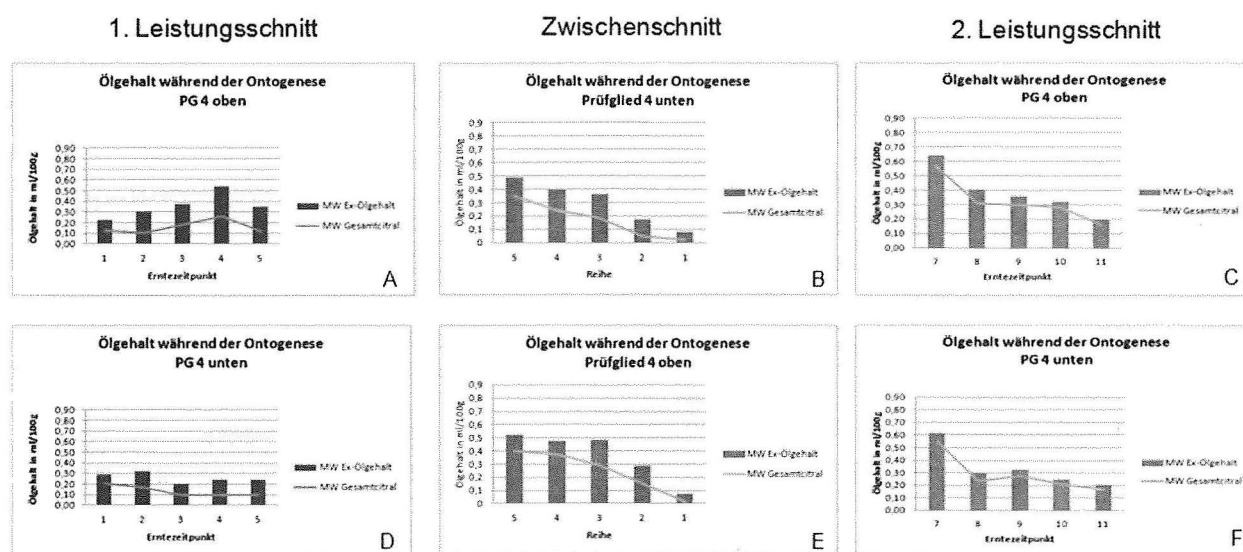 1. Leistungsschnitt
Zwischenschnitt
2. Leistungsschnitt
Ölgehalt während der Ontogenese
PG 4 oben
Ölgehalt in ml/100g
0,90
0,80
0,70
0,60
0,50
0,40
0,30
0,20
0,10
0,00
1 2 3 4 5
Erntezeitpunkt
MW Ex-Ölgehalt
MW Gesamtcitral
A
Ölgehalt während der Ontogenese
Prüfglied 4 unten
Ölgehalt in ml/100g
0,9
0,8
0,7
0,6
0,5
0,4
0,3
0,2
0,1
0
5 4 3 2 1
Reihe
MW Ex-Ölgehalt
MW Gesamtcitral
B
Ölgehalt während der Ontogenese
PG 4 oben
Ölgehalt in ml/100g
0,90
0,80
0,70
0,60
0,50
0,40
0,30
0,20
0,10
0,00
7 8 9 10 11
Erntezeitpunkt
MW Ex-Ölgehalt
MW Gesamtcitral
C
Ölgehalt während der Ontogenese
PG 4 unten
Ölgehalt in ml/100g
0,90
0,80
0,70
0,60
0,50
0,40
0,30
0,20
0,10
0,00
1 2 3 4 5
Erntezeitpunkt
MW Ex-Ölgehalt
MW Gesamtcitral
D
Ölgehalt während der Ontogenese
Prüfglied 4 oben
Ölgehalt in ml/100g
0,9
0,8
0,7
0,6
0,5
0,4
0,3
0,2
0,1
0
5 4 3 2 1
Reihe
MW Ex-Ölgehalt
MW Gesamtcitral
E
Ölgehalt während der Ontogenese
PG 4 unten
Ölgehalt in ml/100g
0,90
0,80
0,70
0,60
0,50
0,40
0,30
0,20
0,10
0,00
7 8 9 10 11
Erntezeitpunkt
MW Ex-Ölgehalt
MW Gesamtcitral
F